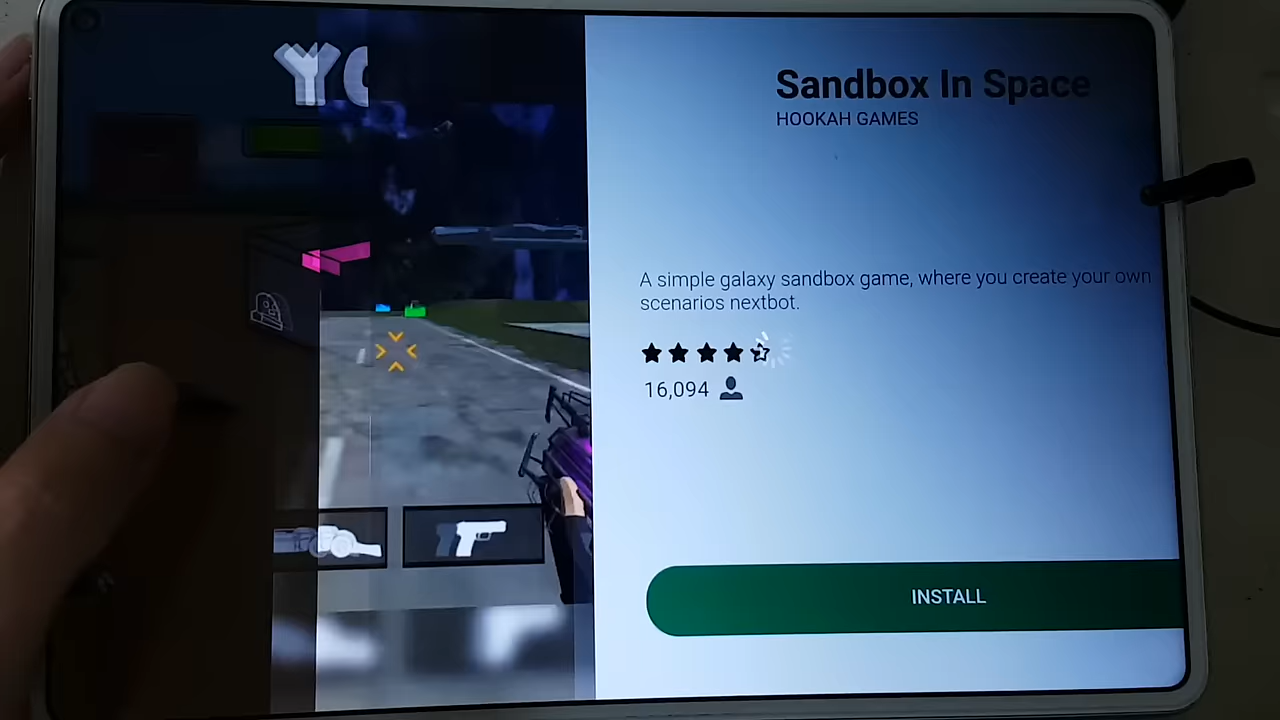 Sandbox In Space
HOOKAH GAMES
A simple galaxy sandbox game, where you create your own
scenarios nextbot.
16,094
INSTALL